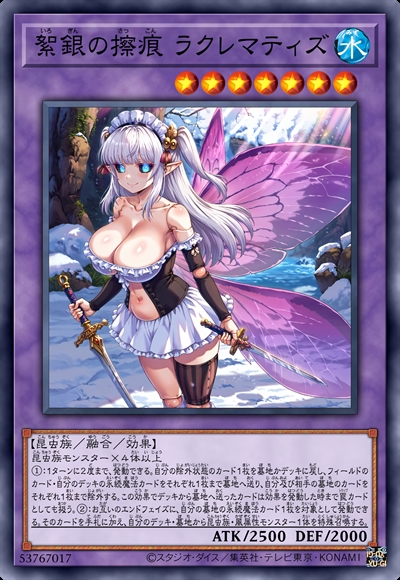 絮銀の擦痕 ラクレマティズ
水
[昆虫族／融合／効果]
昆虫族モンスター×4体以上
①:1ターンに2度まで、発動できる。自分の除外状態のカード1枚を墓地かデッキに戻し、フィールドの
カード・自分のデッキの永続魔法カードをそれぞれ1枚まで墓地へ送り、自分及び相手の墓地のカードを
それぞれ1枚まで除外する。この効果でデッキから墓地へ送ったカードは効果を発動した時まで罠カード
としても扱う。②:お互いのエンドフェイズに、自分の墓地の永続魔法カード1枚を対象として発動でき
る。そのカードを手札に加え、自分のデッキ・墓地から昆虫族・風属性モンスター1体を特殊召喚する。
ATK/2500 DEF/2000
53767017
©スタジオ・ダイス／集英社・テレビ東京・KONAMI